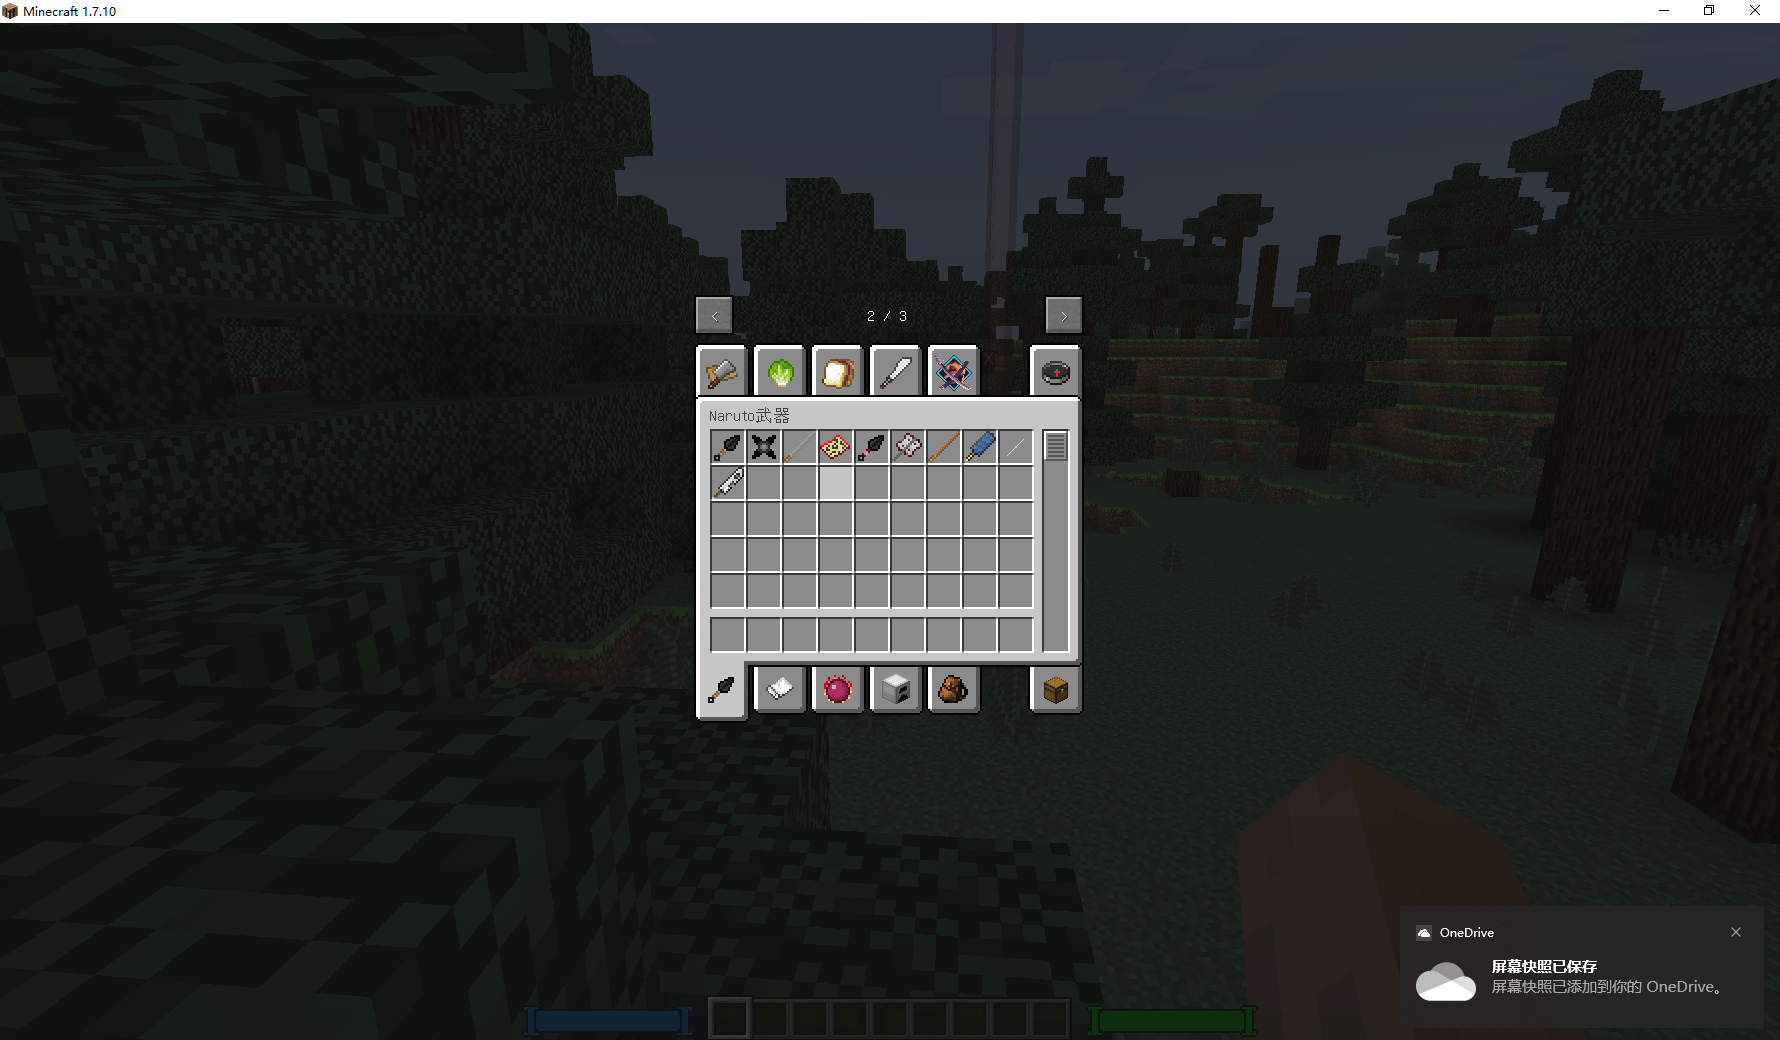 Minecraft 1.7.10
<
2 / 3
>
Naruto武器
OneDrive
屏幕快照已保存
屏幕快照已添加到你的 OneDrive。